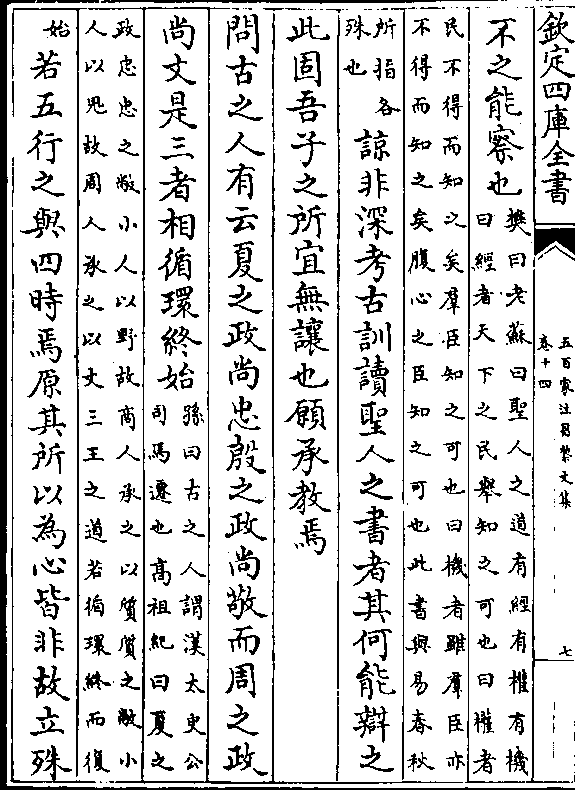 欽定四庫全書
五百家注昌黎文集
卷十四
七
不之能察也
樊曰老蘇曰聖人之道有經有權有機
曰經者天下之民舉知之可也曰權者
民不得而知之矣羣臣知之可也曰機者雖羣臣亦
不得而知之矣腹心之臣知之可也此書與易春秋
所指各
殊也
諒非深考古訓讀聖人之書者其何能辯之
此固吾子之所宜無讓也願承教焉
問古之人有云夏之政尚忠殷之政尚敬而周之政
尚文是三者相循環終始
孫曰古之人謂漢太史公
司馬遷也髙祖紀曰夏之
政忠忠之敝小人以野故商人承之以質質之敝小
人以鬼故周人承之以文三王之道若循環終而復
始
若五行之與四時焉原其所以為心皆非故立殊